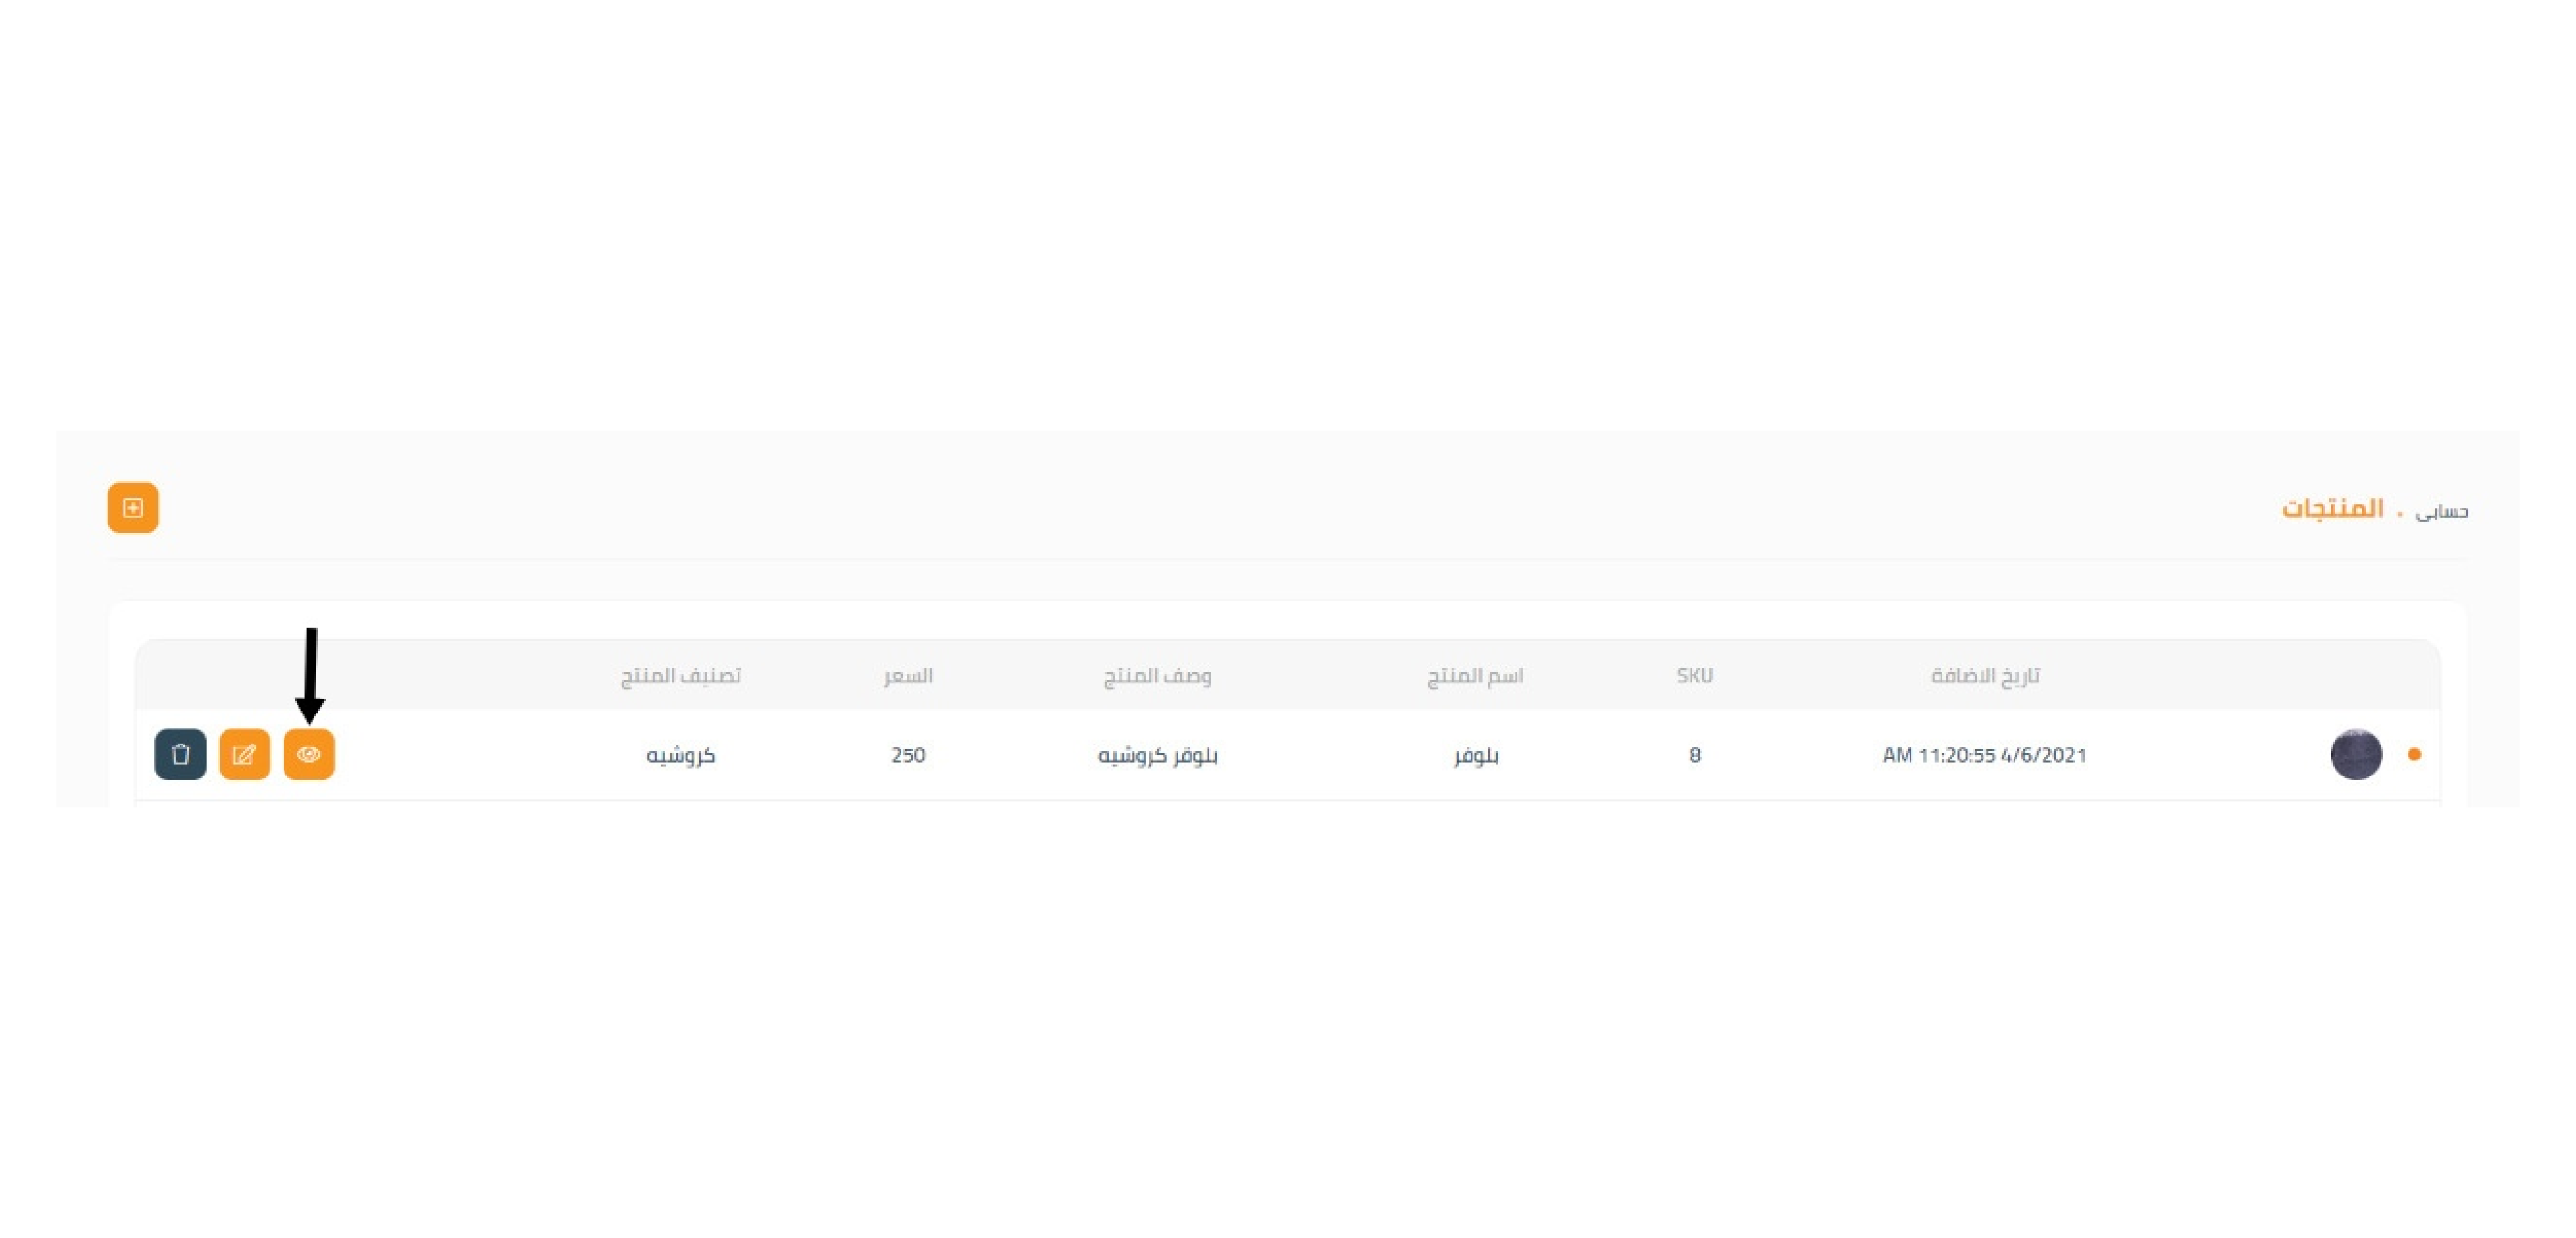 حسابى . المنتجات
تاريخ الاضافة SKU اسم المنتج وصف المنتج السعر تصنيف المنتج
4/6/2021 11:20:55 AM 8 بلوفر بلوفر كروشيه 250 كروشيه